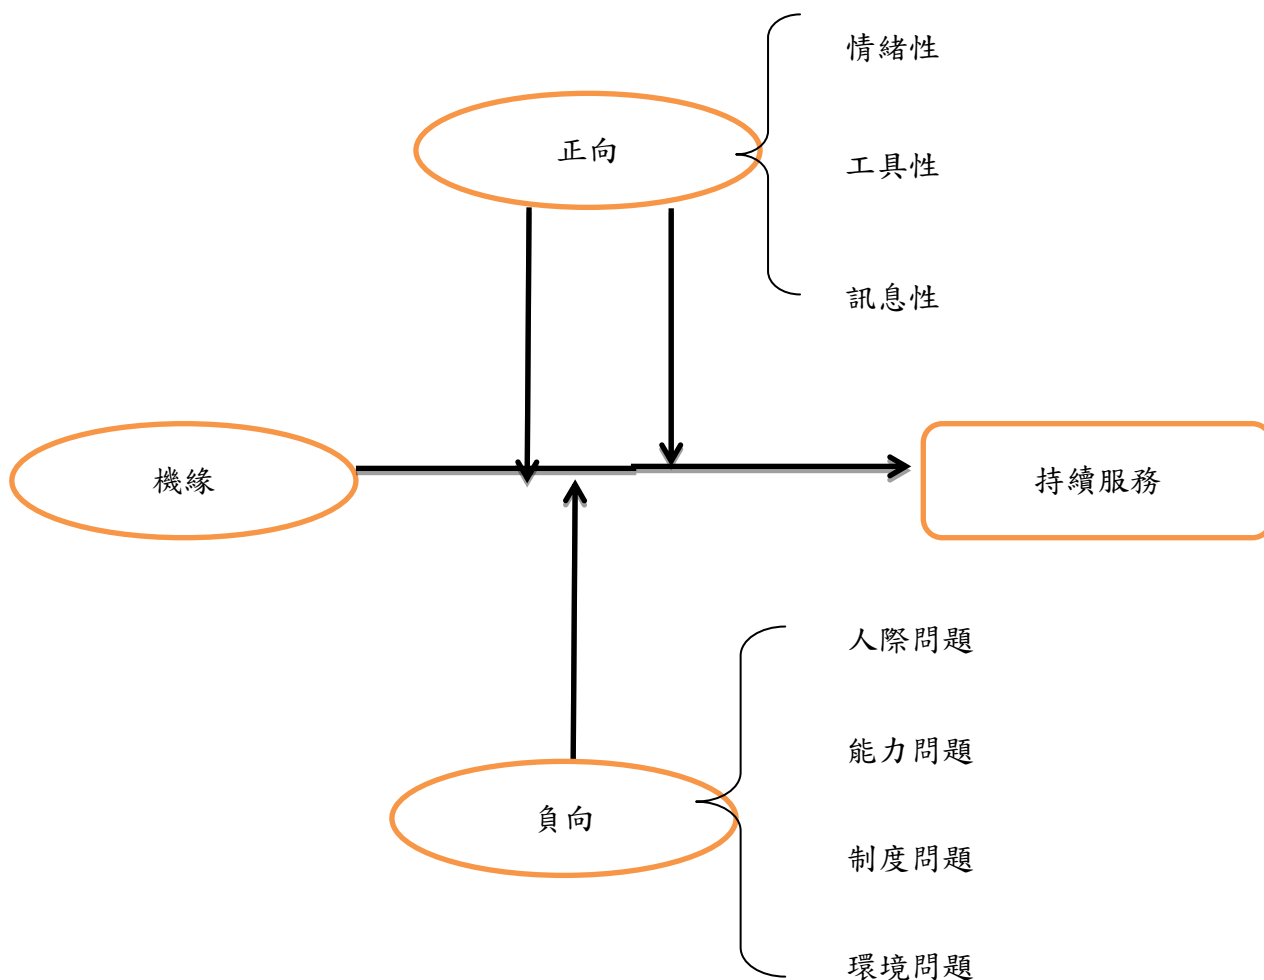 情緒性
正向
工具性
訊息性
機緣
持續服務
人際問題
能力問題
負向
制度問題
環境問題